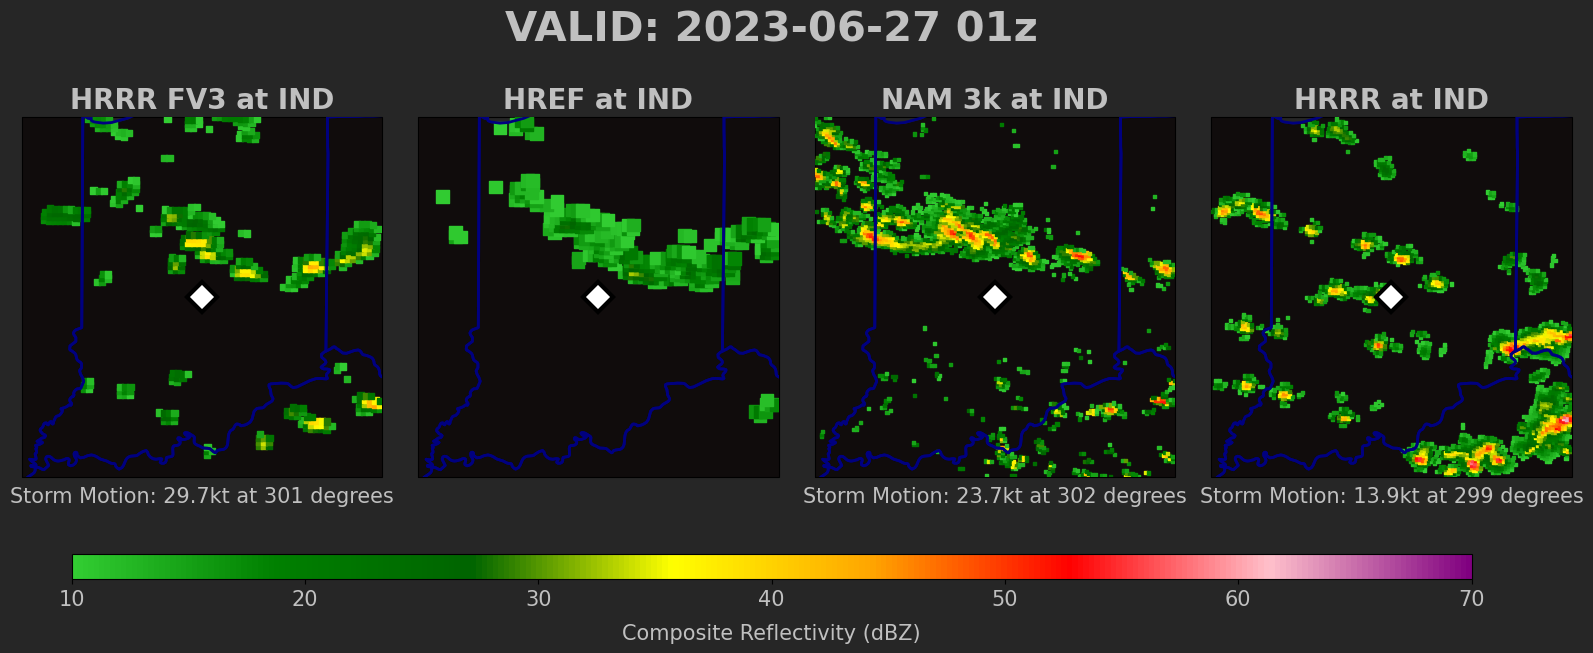 VALID: 2023-06-27 01z
HRRR FV3 at IND
HREF at IND
NAM 3k at IND
HRRR at IND
Storm Motion: 29.7kt at 301 degrees
Storm Motion: 23.7kt at 302 degrees
Storm Motion: 13.9kt at 299 degrees
10 20 30 40 50 60 70
Composite Reflectivity (dBZ)